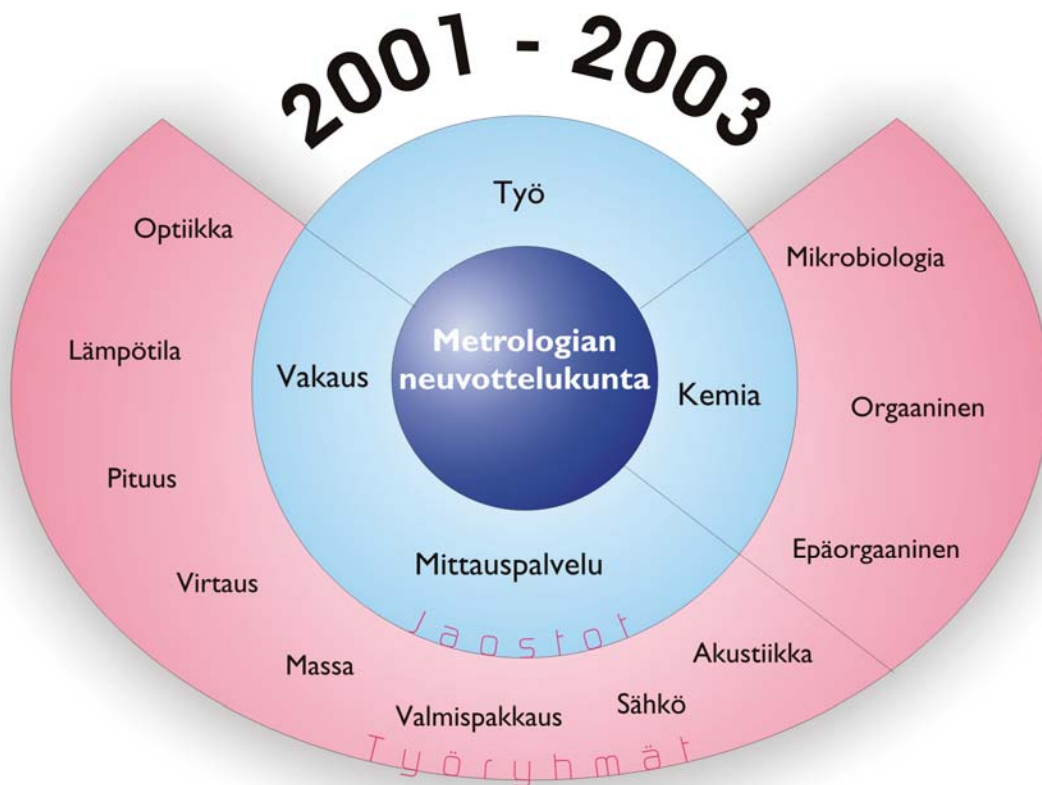 2001 - 2003
Työ
Metrologian
neuvottelukunta
Vakaus
Kemia
Mittauspalvelu
Jaostot
Optiikka
Lämpötila
Pituus
Virtaus
Massa
Valmispakkaus
Sähkö
Akustiikka
Mikrobiologia
Orgaaninen
Epäorgaaninen
Työryhmät